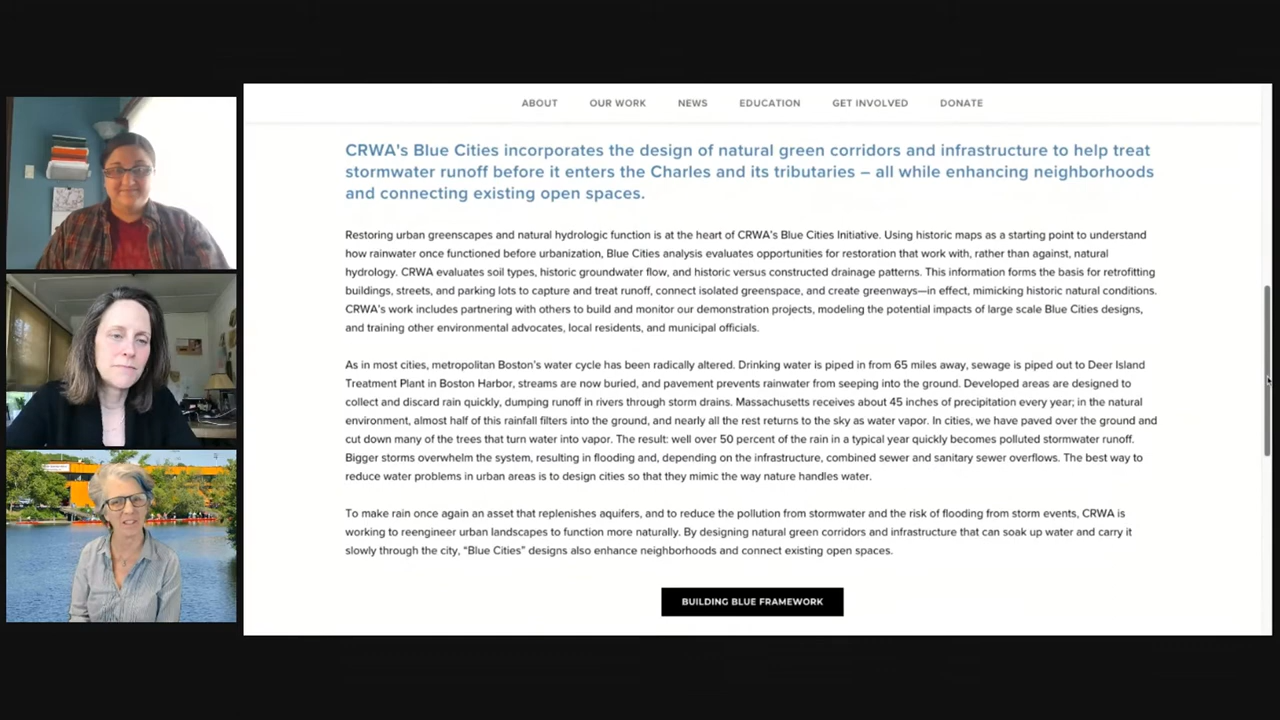 ABOUT OUR WORK NEWS EDUCATION GET INVOLVED DONATE
CRWA's Blue Cities incorporates the design of natural green corridors and infrastructure to help treat
stormwater runoff before it enters the Charles and its tributaries – all while enhancing neighborhoods
and connecting existing open spaces.
Restoring urban greenscapes and natural hydrologic function is at the heart of CRWA's Blue Cities Initiative. Using historic maps as a starting point to understand
how rainwater once functioned before urbanization, Blue Cities analysis evaluates opportunities for restoration that work with, rather than against, natural
hydrology. CRWA evaluates soil types, historic groundwater flow, and historic versus constructed drainage patterns. This information forms the basis for retrofitting
buildings, streets, and parking lots to capture and treat runoff, connect isolated greenspace, and create greenways—in effect, mimicking historic natural conditions.
CRWA's work includes partnering with others to build and monitor our demonstration projects, modeling the potential impacts of large scale Blue Cities designs,
and training other environmental advocates, local residents, and municipal officials.
As in most cities, metropolitan Boston's water cycle has been radically altered. Drinking water is piped in from 65 miles away, sewage is piped out to Deer Island
Treatment Plant in Boston Harbor, streams are now buried, and pavement prevents rainwater from seeping into the ground. Developed areas are designed to
collect and discard rain quickly, dumping runoff in rivers through storm drains. Massachusetts receives about 45 inches of precipitation every year; in the natural
environment, almost half of this rainfall filters into the ground, and nearly all the rest returns to the sky as water vapor. In cities, we have paved over the ground and
cut down many of the trees that turn water into vapor. The result: well over 50 percent of the rain in a typical year quickly becomes polluted stormwater runoff.
Bigger storms overwhelm the system, resulting in flooding and, depending on the infrastructure, combined sewer and sanitary sewer overflows. The best way to
reduce water problems in urban areas is to design cities so that they mimic the way nature handles water.
To make rain once again an asset that replenishes aquifers, and to reduce the pollution from stormwater and the risk of flooding from storm events, CRWA is
working to reengineer urban landscapes to function more naturally. By designing natural green corridors and infrastructure that can soak up water and carry it
slowly through the city, “Blue Cities” designs also enhance neighborhoods and connect existing open spaces.
BUILDING BLUE FRAMEWORK